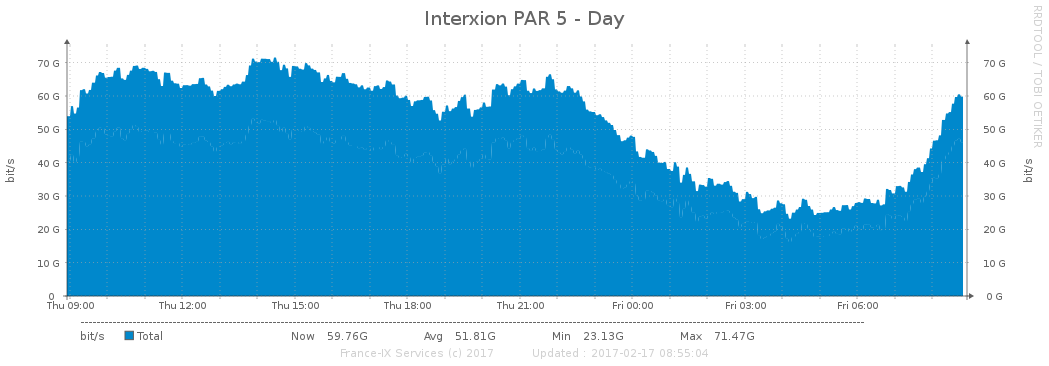 Interxion PAR 5 - Day
RRDTOOL / TOBI OETIKER
bit/s
70 G 70 G
60 G 60 G
50 G 50 G
40 G 40 G
30 G 30 G
20 G 20 G
10 G 10 G
0 0 G
bit/s
Thu 09:00 Thu 12:00 Thu 15:00 Thu 18:00 Thu 21:00 Fri 00:00 Fri 03:00 Fri 06:00
bit/s Total Now 59.76G Avg 51.81G Min 23.13G Max 71.47G
France-IX Services (c) 2017 Updated : 2017-02-17 08:55:04